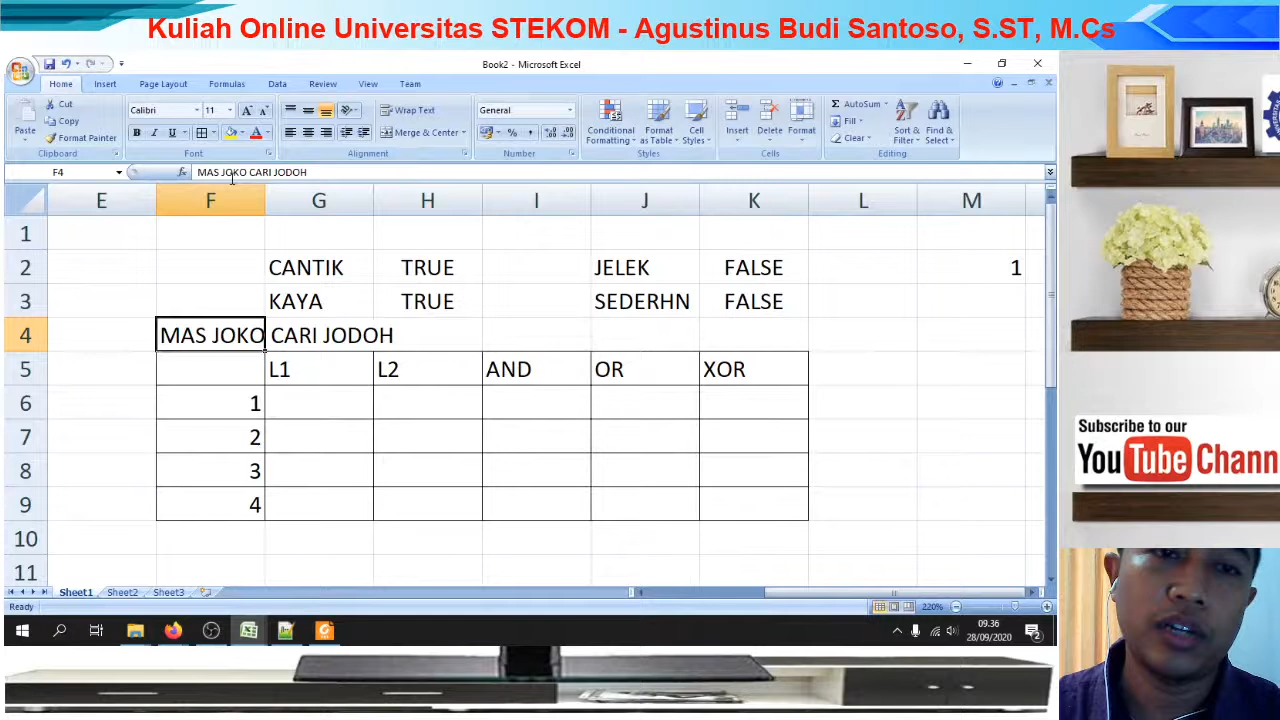 Kuliah Online Universitas STEKOM - Agustinus Budi Santoso, S.ST, M.Cs
Book2 - Microsoft Excel
Home Insert Page Layout Formulas Data Review View Team
Paste
Cut
Copy
Format Painter
Clipboard
Calibri 11
B I U
Font
Wrap Text
Merge & Center
Alignment
General
Number
Conditional Formatting
Format as Table
Cell Styles
Styles
Insert Delete Format
Cells
AutoSum
Fill
Clear
Sort & Filter
Find & Select
Editing
F4 fx MAS JOKO CARI JODOH
E F G H I J K L M
1
2 CANTIK TRUE JELEK FALSE 1
3 KAYA TRUE SEDERHN FALSE
4 MAS JOKO CARI JODOH
5 L1 L2 AND OR XOR
6 1
7 2
8 3
9 4
10
11
Sheet1 Sheet2 Sheet3
Ready 220%
09.36
28/09/2020
Subscribe to our
YouTube Chann